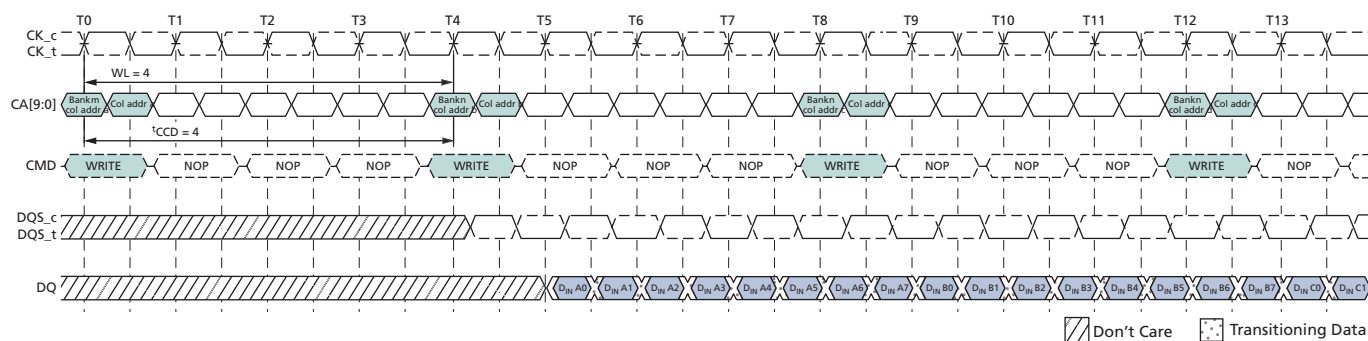 T0 T1 T2 T3 T4 T5 T6 T7 T8 T9 T10 T11 T12 T13
CK_c
CK_t
WL = 4
CA[9:0]
Bankm col addr a Col addr a Bankn col addr b Col addr b Bankn col addr c Col addr c Bankn col addr d Col addr d
tCCD = 4
CMD WRITE NOP NOP NOP WRITE NOP NOP NOP WRITE NOP NOP NOP WRITE NOP
DQS_c
DQS_t
DQ DIN A0 DIN A1 DIN A2 DIN A3 DIN A4 DIN A5 DIN A6 DIN A7 DIN B0 DIN B1 DIN B2 DIN B3 DIN B4 DIN B5 DIN B6 DIN B7 DIN C0 DIN C1
Don't Care Transitioning Data